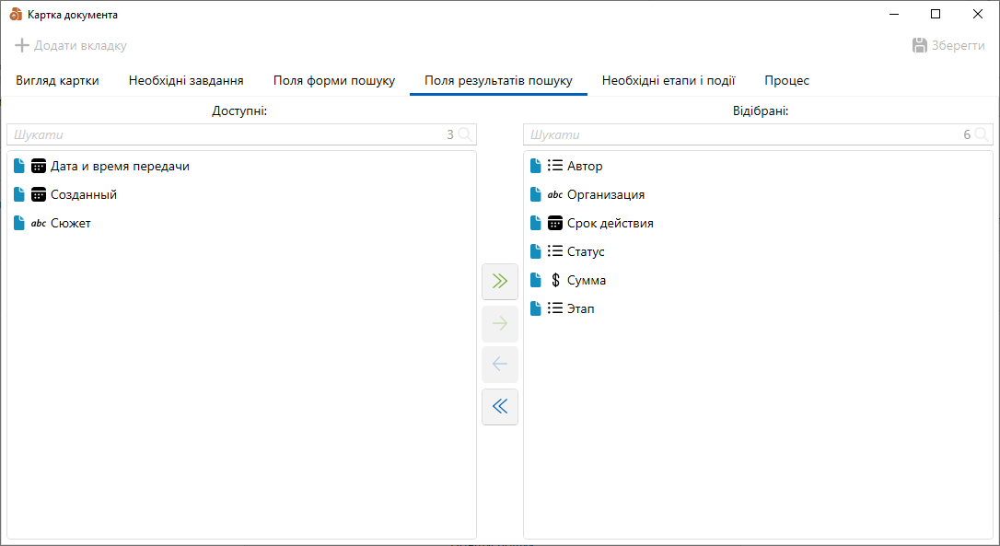 Картка документа
Додати вкладку
Зберегти
Вигляд картки Необхідні завдання Поля форми пошуку Поля результатів пошуку Необхідні етапи і події Процес
Доступні:
Шукати 3
abc
Дата и время передачи
Созданный
abc Сюжет
Відібрані:
Шукати 6
Автор
abc Организация
Срок действия
Статус
$ Сумма
Этап